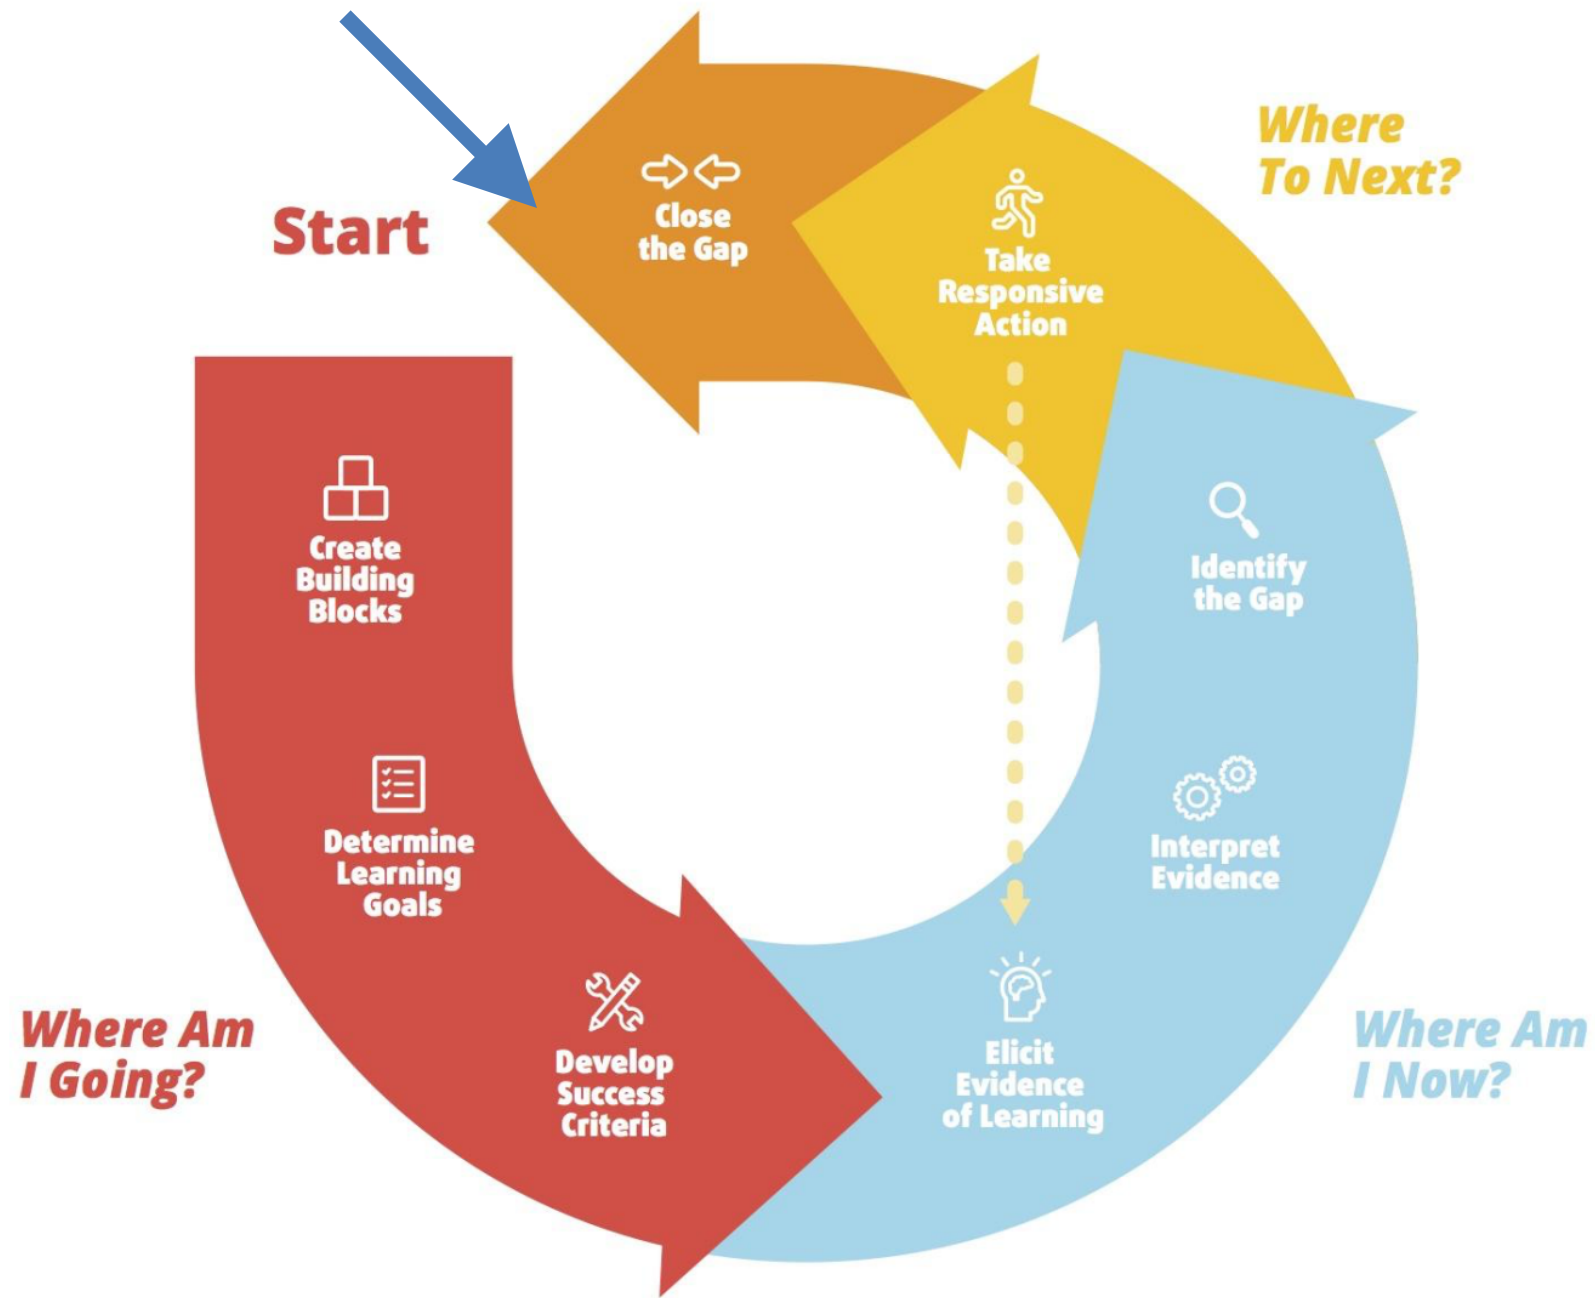 Start
Close
the Gap
Take
Responsive
Action
Where
To Next?
Create
Building
Blocks
Identify
the Gap
Determine
Learning
Goals
Interpret
Evidence
Where Am
I Going?
Develop
Success
Criteria
Elicit
Evidence
of Learning
Where Am
I Now?